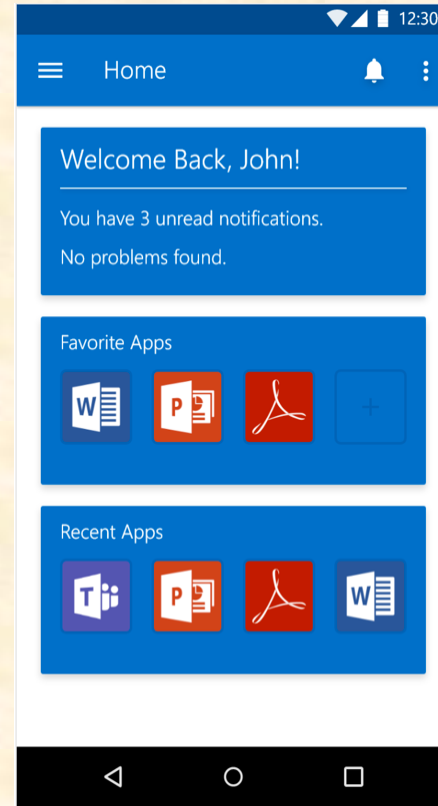 12:30
Home
Welcome Back, John!
You have 3 unread notifications.
No problems found.
Favorite Apps
W P
Recent Apps
T P W